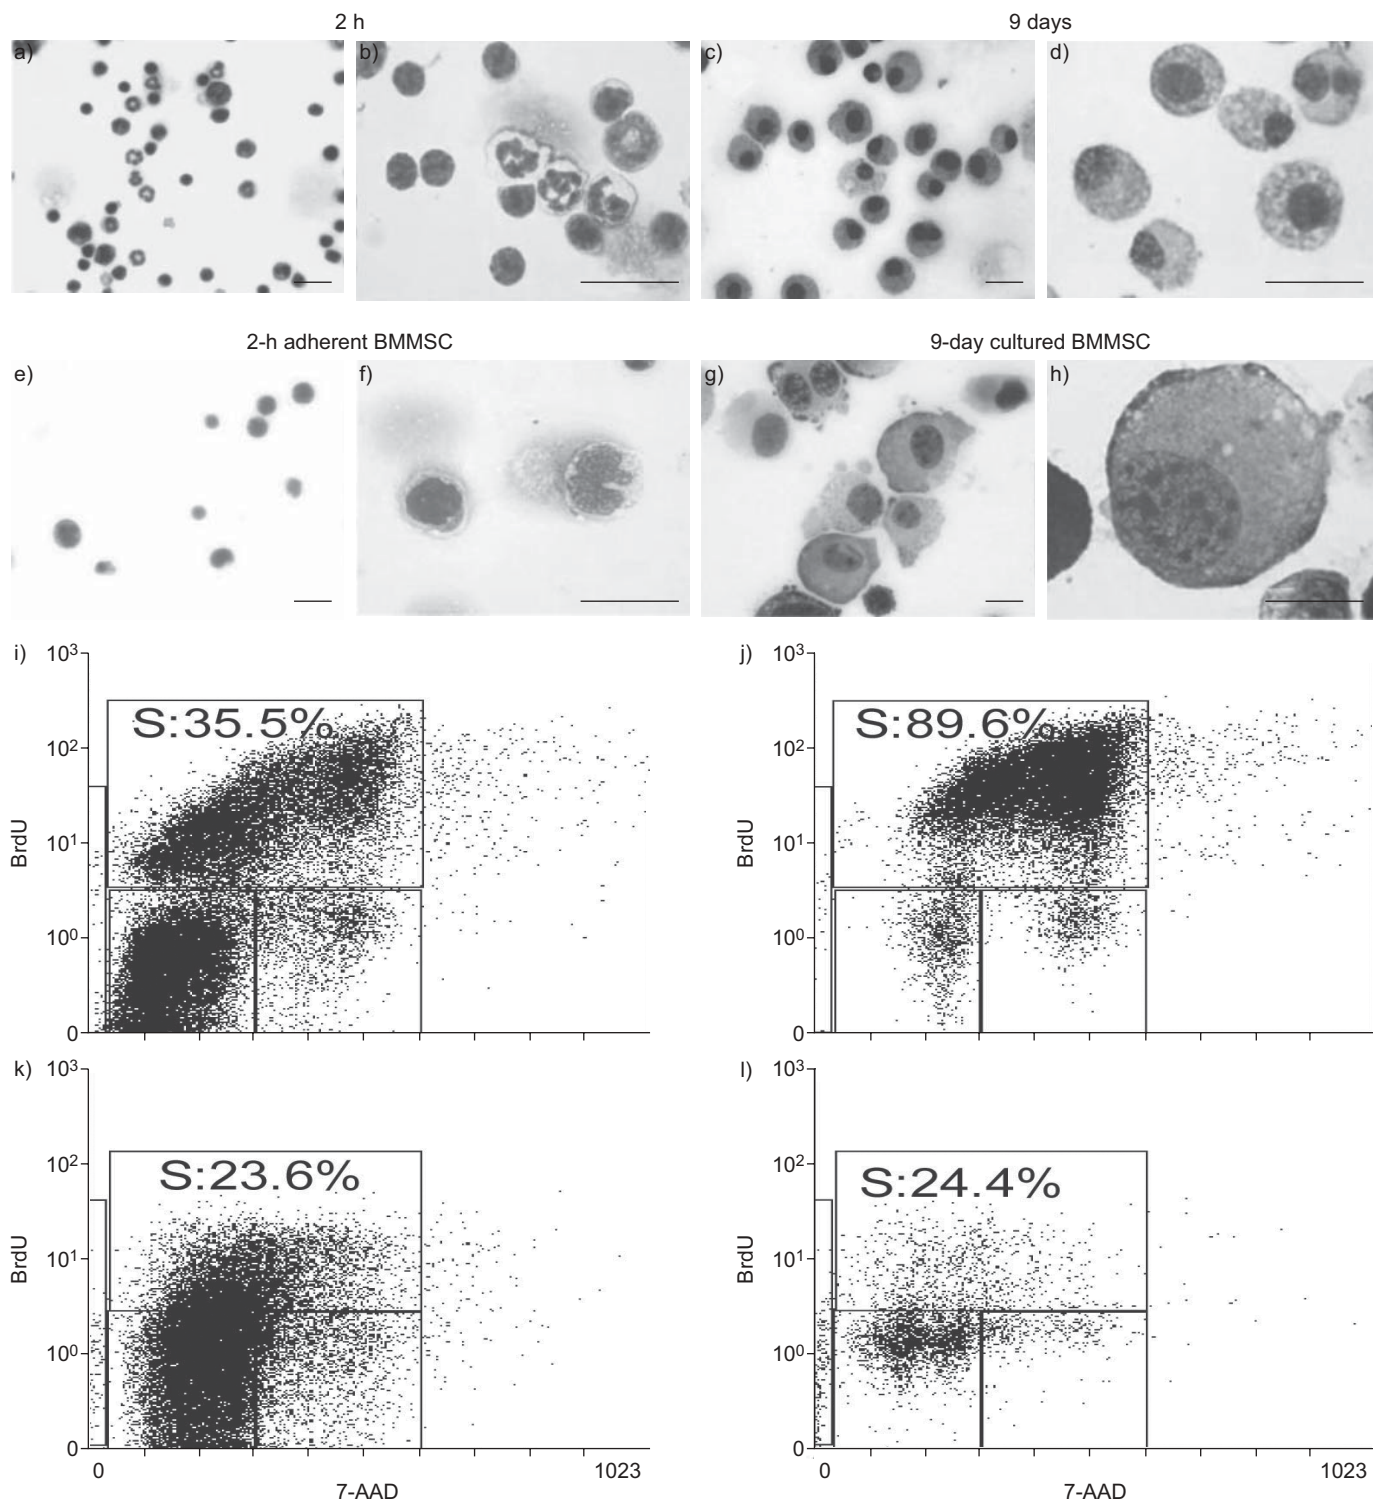 2 h
9 days
a)
b)
c)
d)
2-h adherent BMMSC
9-day cultured BMMSC
e)
f)
g)
h)
i)
10³
S:35.5%
10²
BrdU
10¹
10⁰
0
j)
10³
S:89.6%
10²
BrdU
10¹
10⁰
0
k)
10³
10²
S:23.6%
BrdU
10¹
10⁰
0
0
1023
7-AAD
l)
10³
10²
S:24.4%
BrdU
10¹
10⁰
0
0
1023
7-AAD